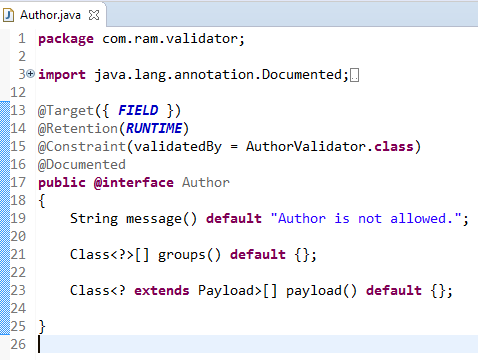 Author.java
1 package com.ram.validator;
2
3 import java.lang.annotation.Documented;
12
13 @Target({ FIELD })
14 @Retention(RUNTIME)
15 @Constraint(validatedBy = AuthorValidator.class)
16 @Documented
17 public @interface Author
18 {
19     String message() default "Author is not allowed.";
20
21     Class<?>[] groups() default {};
22
23     Class<? extends Payload>[] payload() default {};
24
25 }
26